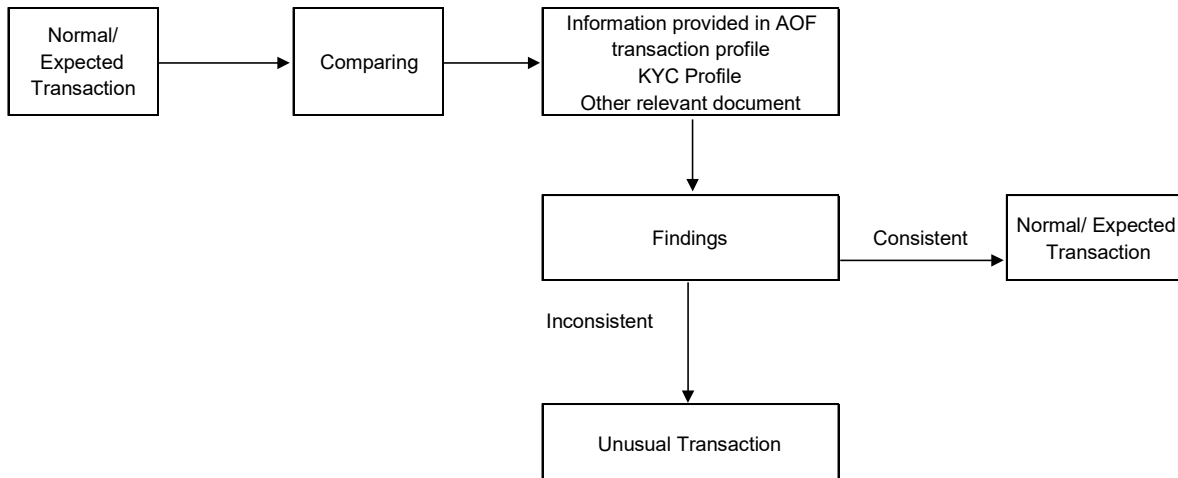 Normal/
Expected
Transaction
Comparing
Information provided in AOF
transaction profile
KYC Profile
Other relevant document
Findings
Consistent
Normal/ Expected
Transaction
Inconsistent
Unusual Transaction